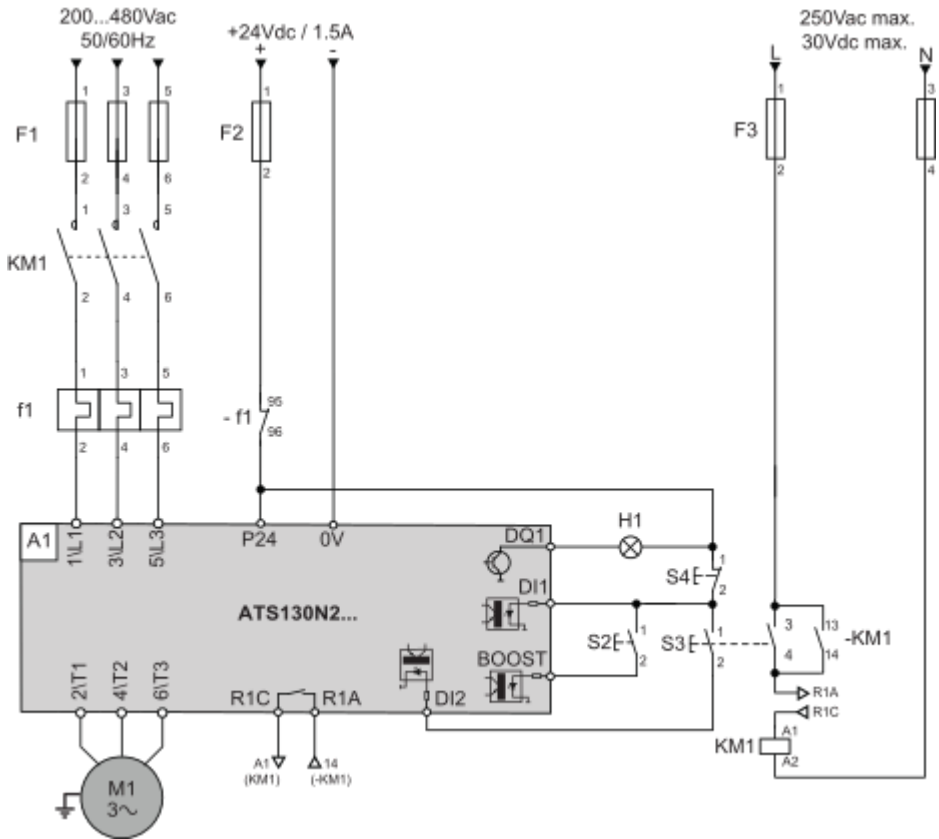 200...480Vac
50/60Hz
+24Vdc / 1.5A
+ -
250Vac max.
30Vdc max.
L N
1 3 5 1 1 3
F1 F2 F3
2 4 6 2 2 4
1 3 5
KM1
2 4 6
1 3 5
f1
2 4 6
- f1
95
96
A1
1\L1
3\L2
5\L3
P24
0V
DQ1
H1
S4
1
2
ATS130N2...
DI1
S2
1
2
S3
1
2
3
4
13
14
-KM1
BOOST
2\T1
4\T2
6\T3
R1C
R1A
DI2
R1A
R1C
KM1
A1
A2
A1
(KM1)
14
(-KM1)
M1
3~